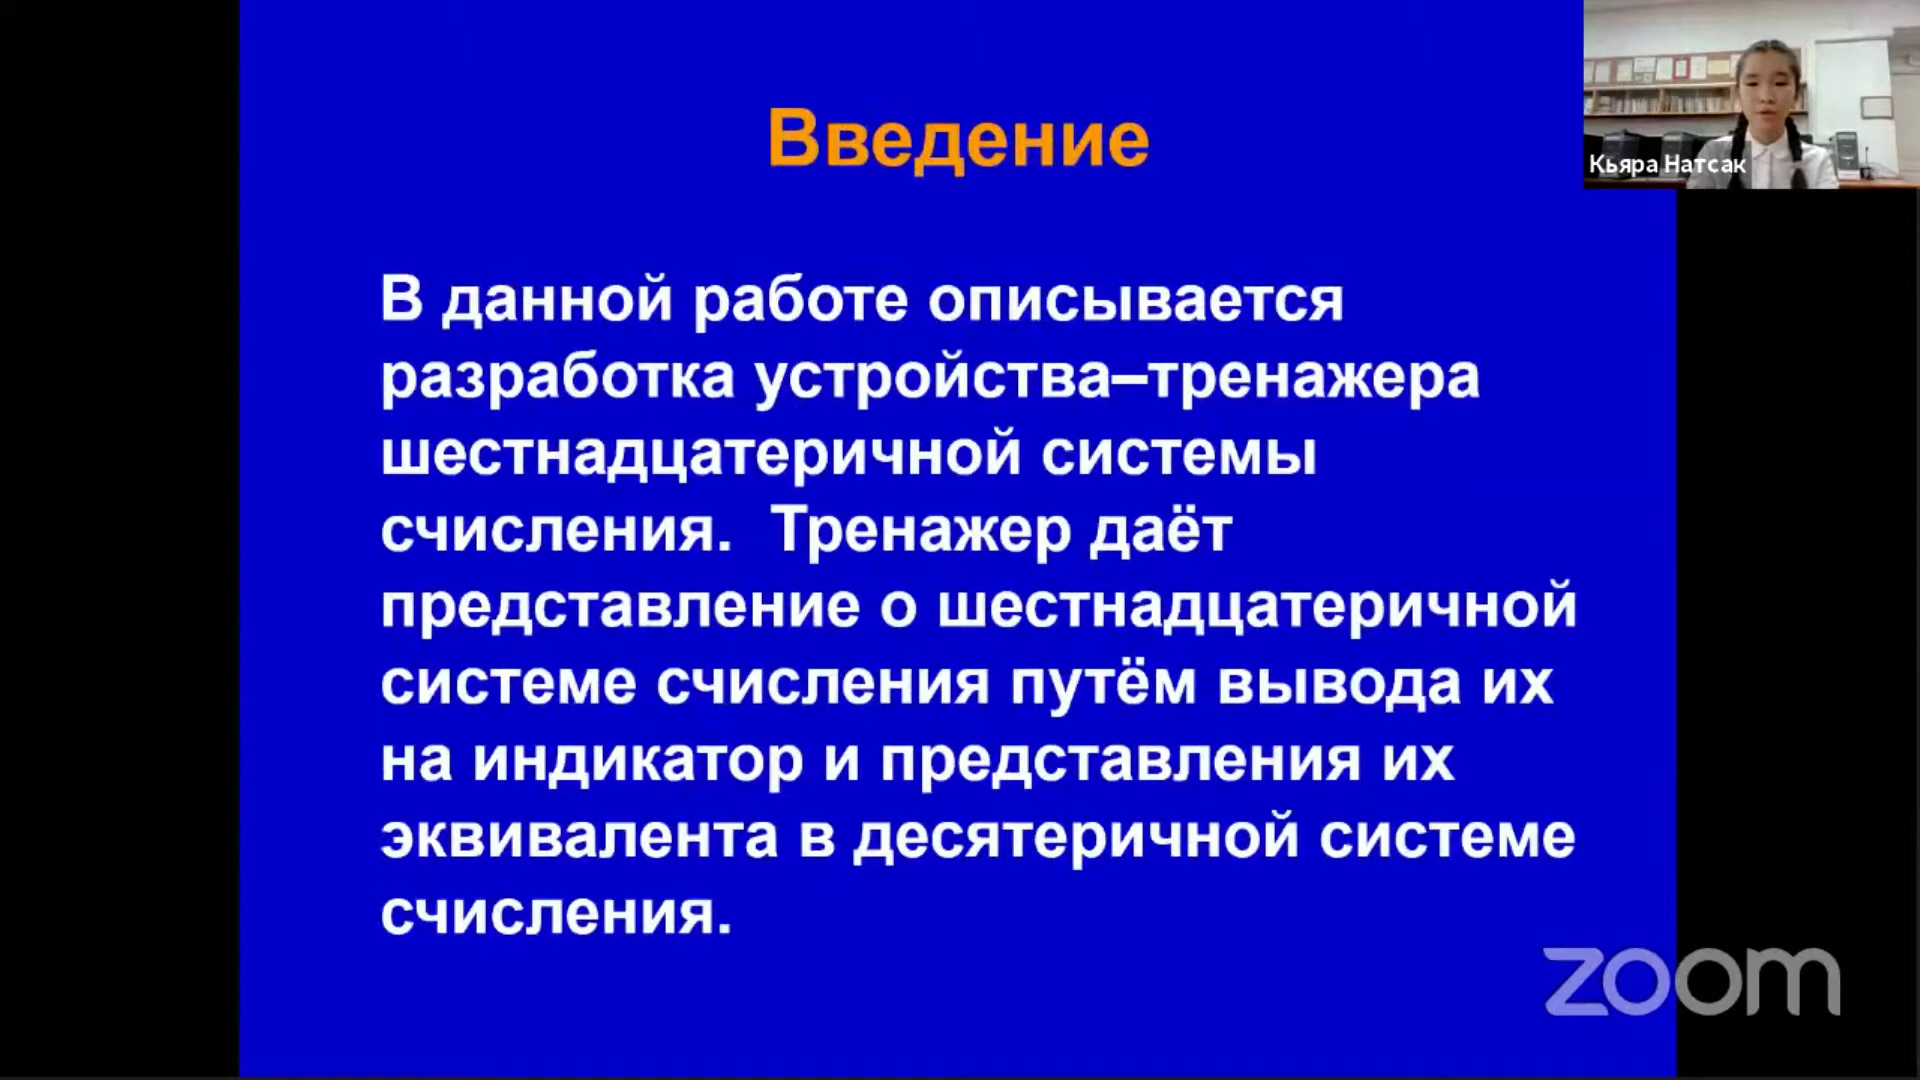 Введение
Кьяра Натсак
В данной работе описывается
разработка устройства–тренажера
шестнадцатеричной системы
счисления.  Тренажер даёт
представление о шестнадцатеричной
системе счисления путём вывода их
на индикатор и представления их
эквивалента в десятеричной системе
счисления.
zoom